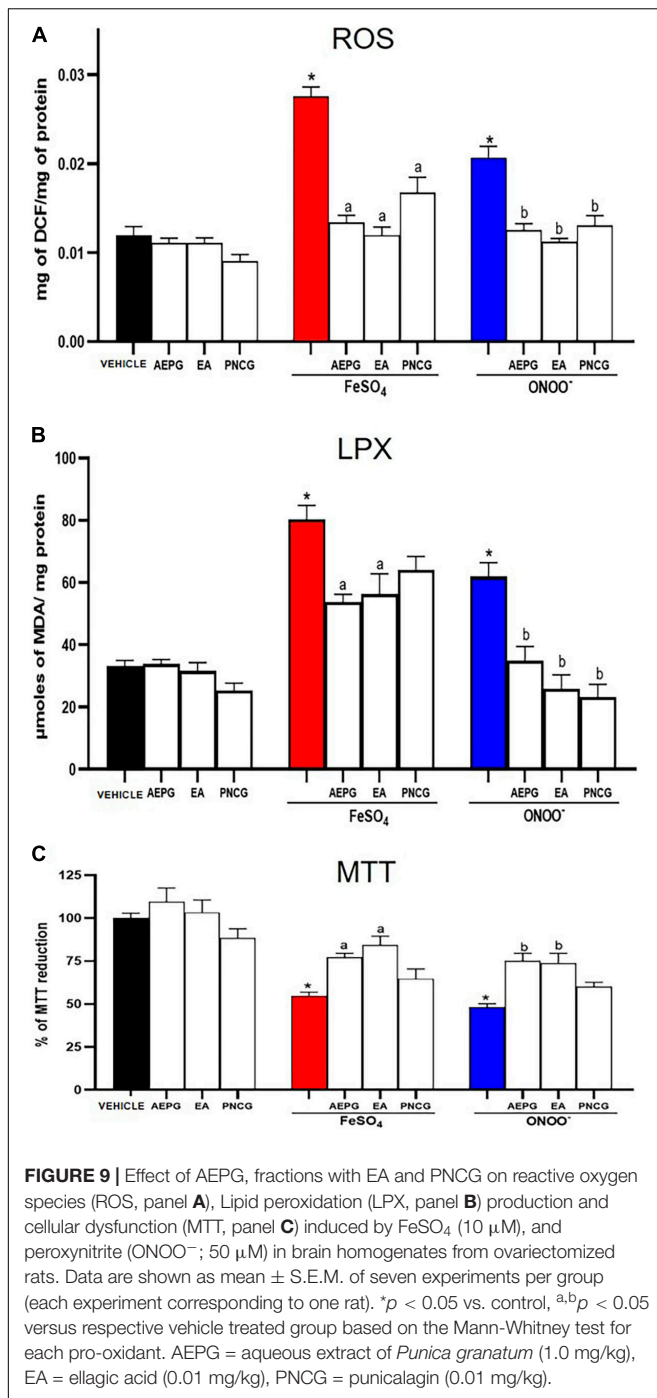 A
ROS
mg of DCF/mg of protein
0.03
0.02
0.01
0.00
*
a
a
a
*
b
b
b
VEHICLE AEPG EA PNCG AEPG EA PNCG AEPG EA PNCG
FeSO₄ ONOO⁻
B
LPX
µmoles of MDA/ mg protein
100
80
60
40
20
0
*
a
a
*
b
b
b
VEHICLE AEPG EA PNCG AEPG EA PNCG AEPG EA PNCG
FeSO₄ ONOO⁻
C
MTT
% of MTT reduction
125
100
75
50
25
0
*
a
a
*
b
b
VEHICLE AEPG EA PNCG AEPG EA PNCG AEPG EA PNCG
FeSO₄ ONOO⁻
FIGURE 9 | Effect of AEPG, fractions with EA and PNCG on reactive oxygen
species (ROS, panel A), Lipid peroxidation (LPX, panel B) production and
cellular dysfunction (MTT, panel C) induced by FeSO₄ (10 µM), and
peroxynitrite (ONOO⁻; 50 µM) in brain homogenates from ovariectomized
rats. Data are shown as mean ± S.E.M. of seven experiments per group
(each experiment corresponding to one rat). *p < 0.05 vs. control, ᵃ,ᵇp < 0.05
versus respective vehicle treated group based on the Mann-Whitney test for
each pro-oxidant. AEPG = aqueous extract of Punica granatum (1.0 mg/kg),
EA = ellagic acid (0.01 mg/kg), PNCG = punicalagin (0.01 mg/kg).